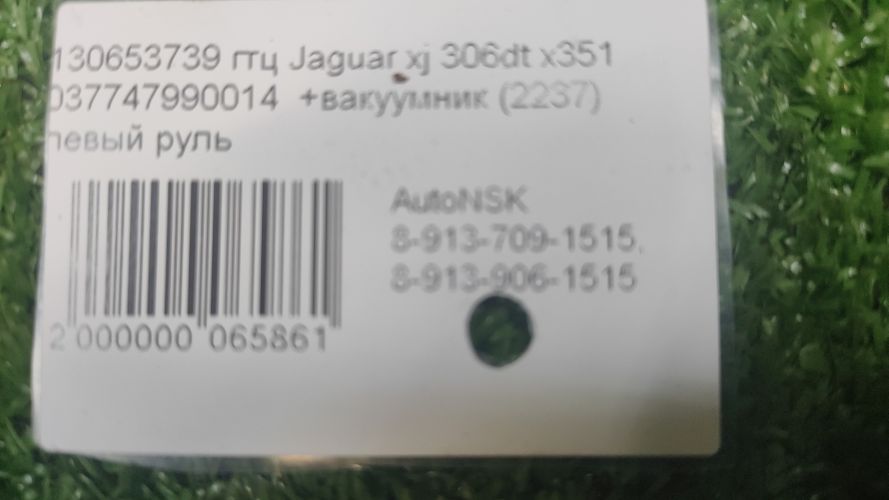 130653739 гтц Jaguar xj 306dt x351
037747990014 +вакуумник (2237)
левый руль
AutoNSK
8-913-709-1515,
8-913-906-1515
2 000000 065861